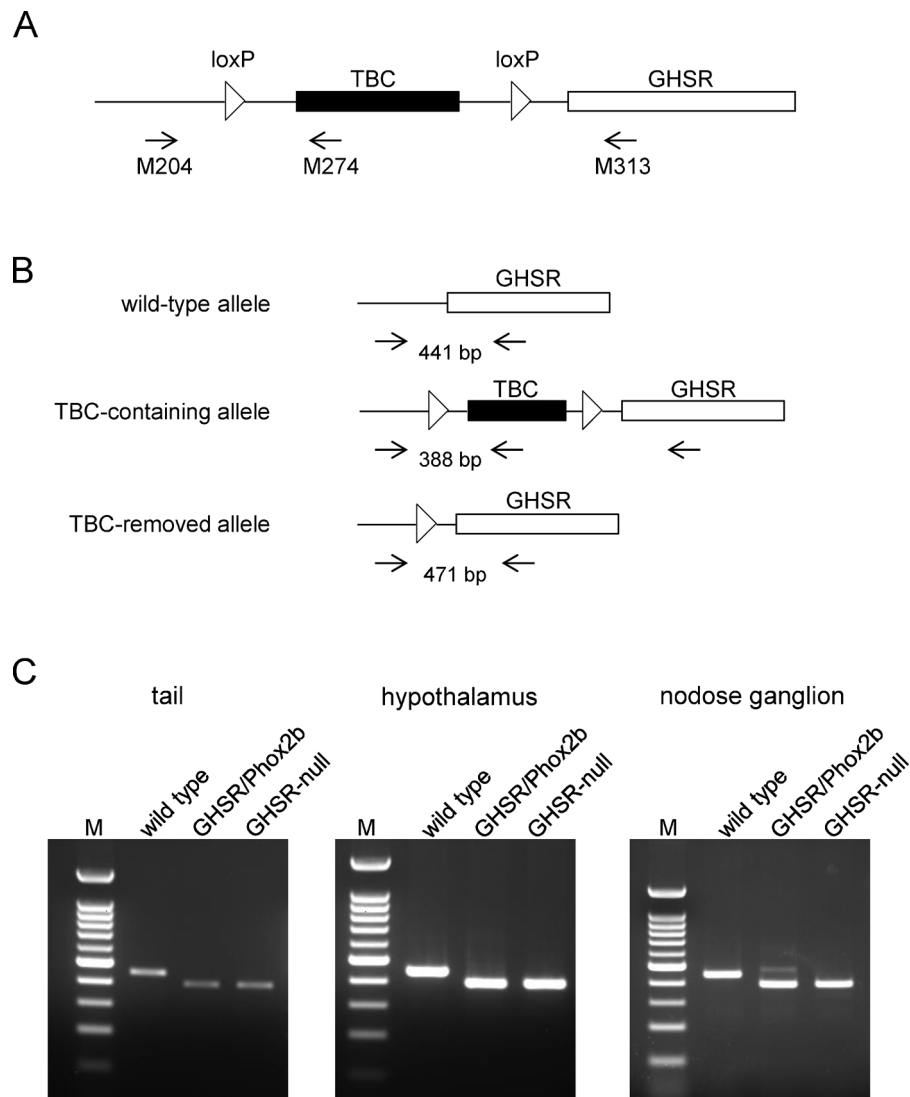 A
loxP loxP
TBC GHSR
M204 M274 M313
B
GHSR
wild-type allele
441 bp
TBC GHSR
TBC-containing allele
388 bp
GHSR
TBC-removed allele
471 bp
C
tail hypothalamus nodose ganglion
M wild type GHSR/Phox2b GHSR-null M wild type GHSR/Phox2b GHSR-null M wild type GHSR/Phox2b GHSR-null